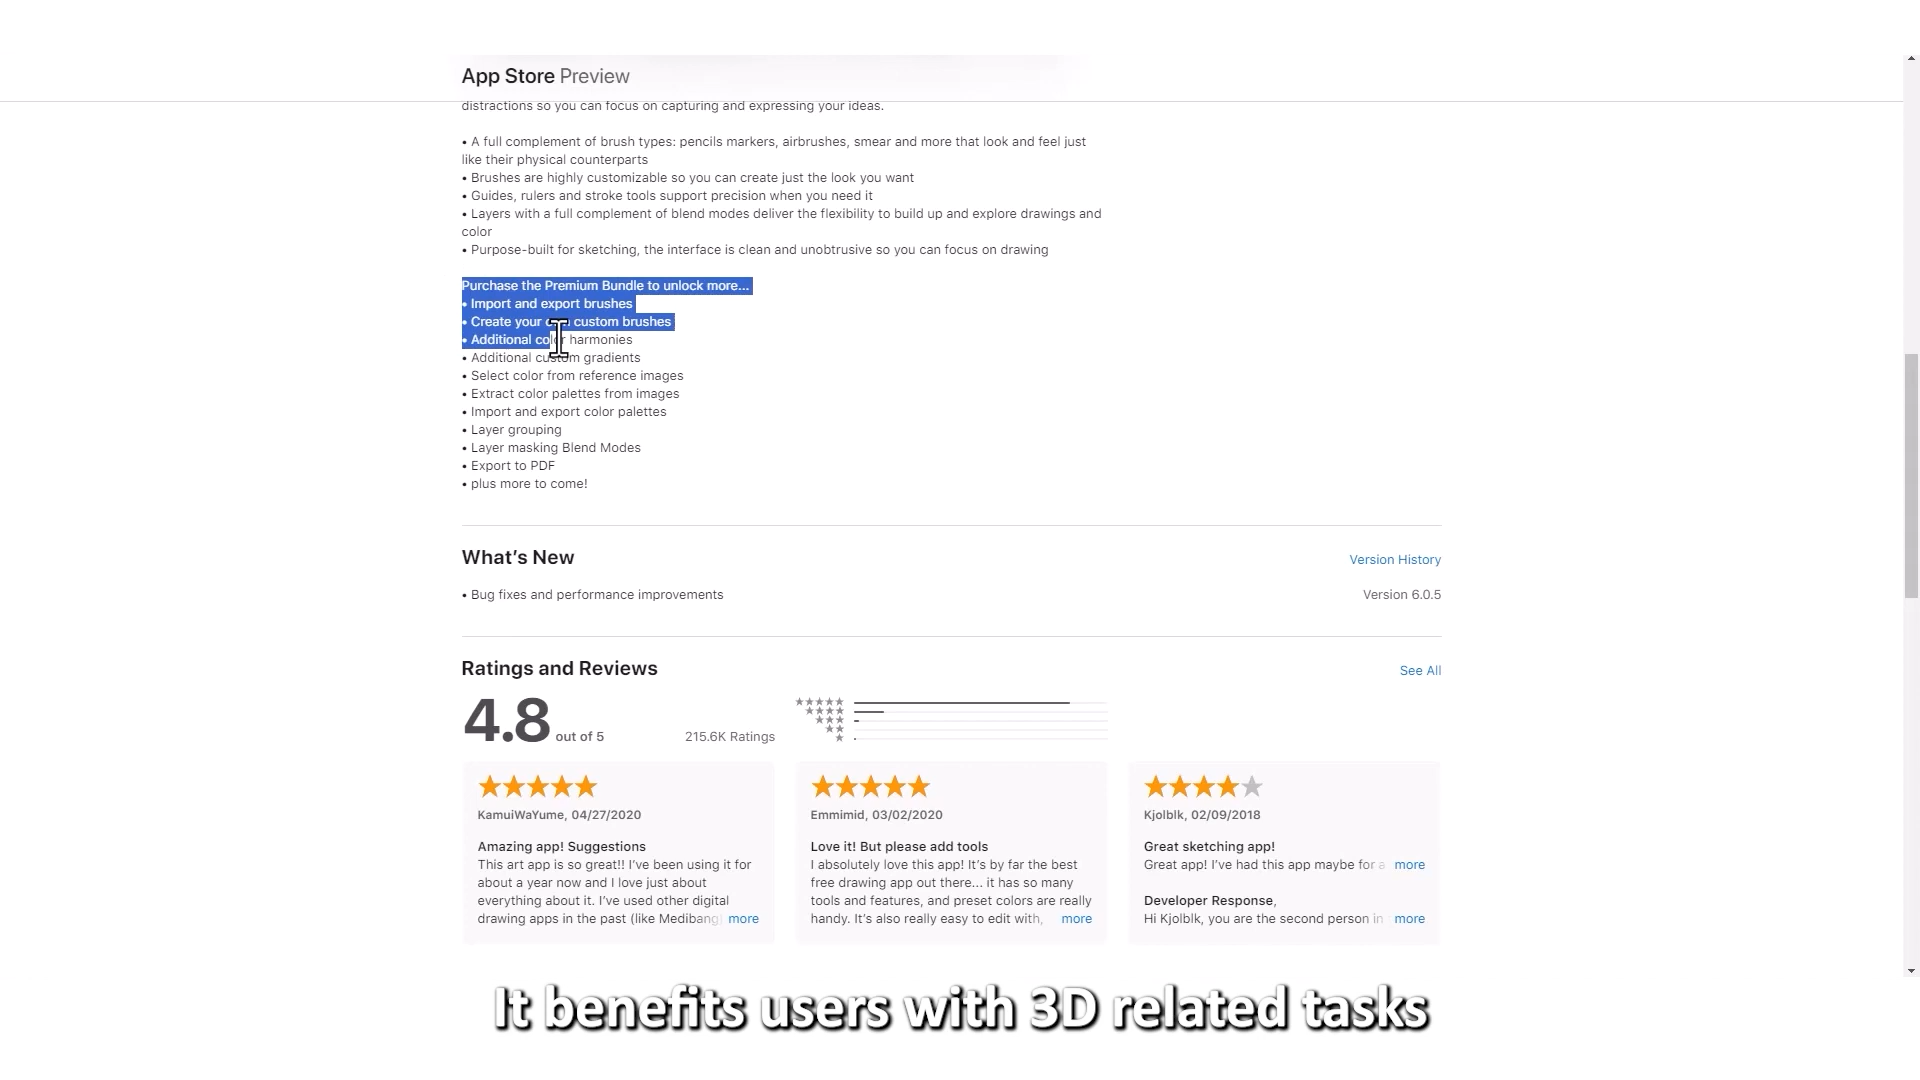 App Store Preview
distractions so you can focus on capturing and expressing your ideas.
• A full complement of brush types: pencils markers, airbrushes, smear and more that look and feel just
like their physical counterparts
• Brushes are highly customizable so you can create just the look you want
• Guides, rulers and stroke tools support precision when you need it
• Layers with a full complement of blend modes deliver the flexibility to build up and explore drawings and
color
• Purpose-built for sketching, the interface is clean and unobtrusive so you can focus on drawing
Purchase the Premium Bundle to unlock more...
• Import and export brushes
• Create your own custom brushes
• Additional color harmonies
• Additional custom gradients
• Select color from reference images
• Extract color palettes from images
• Import and export color palettes
• Layer grouping
• Layer masking Blend Modes
• Export to PDF
• plus more to come!
What's New
Version History
• Bug fixes and performance improvements
Version 6.0.5
Ratings and Reviews
See All
4.8 out of 5
215.6K Ratings
KamuiWaYume, 04/27/2020
Amazing app! Suggestions
This art app is so great!! I've been using it for
about a year now and I love just about
everything about it. I've used other digital
drawing apps in the past (like Medibang more
Emmimid, 03/02/2020
Love it! But please add tools
I absolutely love this app! It's by far the best
free drawing app out there... it has so many
tools and features, and preset colors are really
handy. It's also really easy to edit with, more
Kjolblk, 02/09/2018
Great sketching app!
Great app! I've had this app maybe for a more
Developer Response,
Hi Kjolblk, you are the second person in more
It benefits users with 3D related tasks